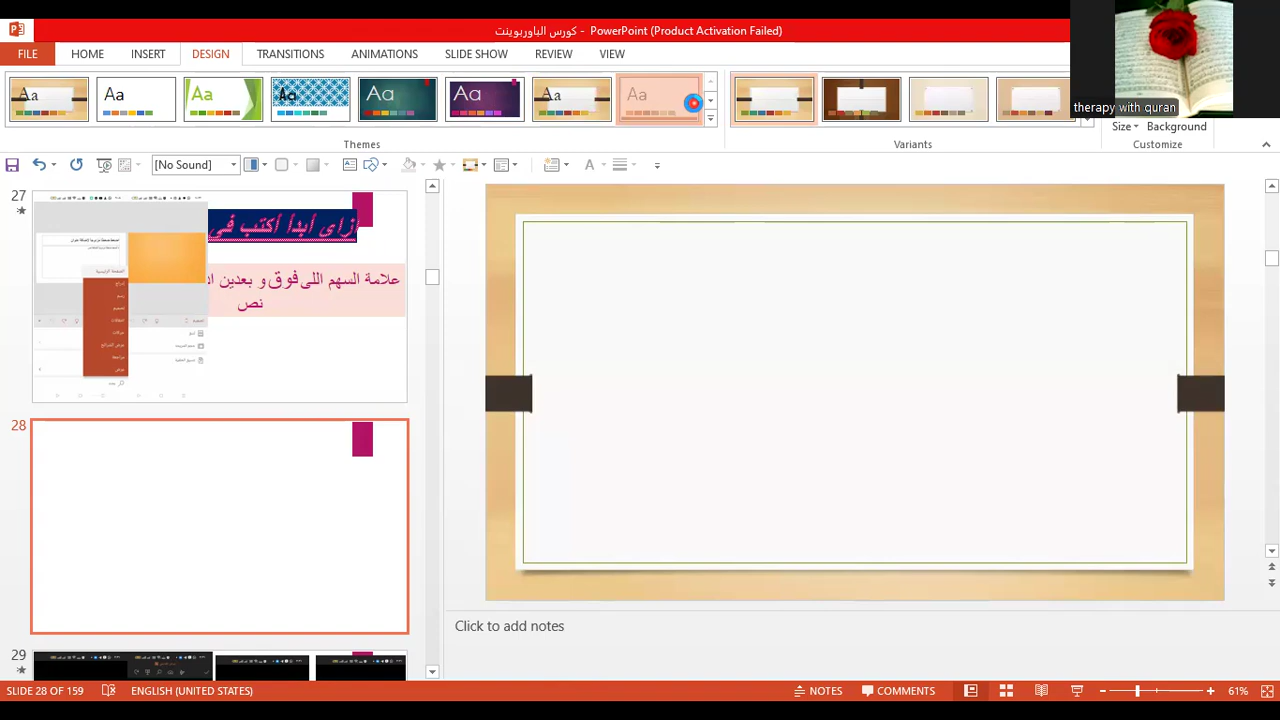 كورس الباوربوينت - PowerPoint (Product Activation Failed)
FILE HOME INSERT DESIGN TRANSITIONS ANIMATIONS SLIDE SHOW REVIEW VIEW
therapy with quran
Aa Aa Aa Aa Aa Aa Aa Aa
Size Background
Themes Variants Customize
[No Sound]
27
ازاى أبدأ أكتب فى
علامة السهم اللى فوق و بعدين
نص
28
29
Click to add notes
SLIDE 28 OF 159 ENGLISH (UNITED STATES) NOTES COMMENTS 61%